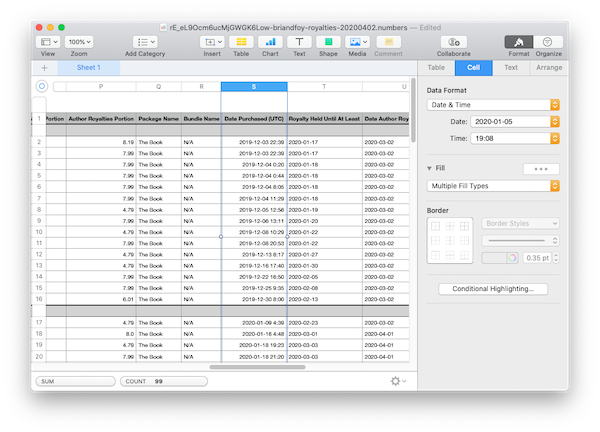 rE_eL9Ocm6ucMjGWGK6Low-briandfoy-royalties-20200402.numbers — Edited
100%
View Zoom Add Category Insert Table Chart Text Shape Media Comment Collaborate Format Organize
Sheet 1 Table Cell Text Arrange
P Q R S T U
1 Portion Author Royalties Portion Package Name Bundle Name Date Purchased (UTC) Royalty Held Until At Least Date Author Roy
2 8.19 The Book N/A 2019-12-03 22:39 2020-01-17 2020-03-02
3 7.99 The Book N/A 2019-12-03 22:39 2020-01-17 2020-03-02
4 7.99 The Book N/A 2019-12-04 0:20 2020-01-18 2020-03-02
5 7.99 The Book N/A 2019-12-04 0:44 2020-01-18 2020-03-02
6 4.79 The Book N/A 2019-12-04 8:05 2020-01-18 2020-03-02
7 7.99 The Book N/A 2019-12-04 11:29 2020-01-18 2020-03-02
8 4.79 The Book N/A 2019-12-05 12:56 2020-01-19 2020-03-02
9 7.99 The Book N/A 2019-12-06 13:11 2020-01-20 2020-03-02
10 4.79 The Book N/A 2019-12-08 10:29 2020-01-22 2020-03-02
11 7.99 The Book N/A 2019-12-08 20:53 2020-01-22 2020-03-02
12 4.79 The Book N/A 2019-12-13 8:17 2020-01-27 2020-03-02
13 4.79 The Book N/A 2019-12-16 17:40 2020-01-30 2020-03-02
14 7.99 The Book N/A 2019-12-22 16:50 2020-02-05 2020-03-02
15 7.99 The Book N/A 2019-12-25 9:35 2020-02-08 2020-03-02
16 6.01 The Book N/A 2019-12-30 8:00 2020-02-13 2020-03-02
17 4.79 The Book N/A 2020-01-09 4:39 2020-02-23 2020-03-02
18 8.0 The Book N/A 2020-01-16 4:48 2020-03-01 2020-04-01
19 4.79 The Book N/A 2020-01-18 19:23 2020-03-03 2020-04-01
20 7.99 The Book N/A 2020-01-18 21:20 2020-03-03 2020-04-01
SUM COUNT 99
Data Format
Date & Time
Date: 2020-01-05
Time: 19:08
Fill
Multiple Fill Types
Border
Border Styles
0.35 pt
Conditional Highlighting...